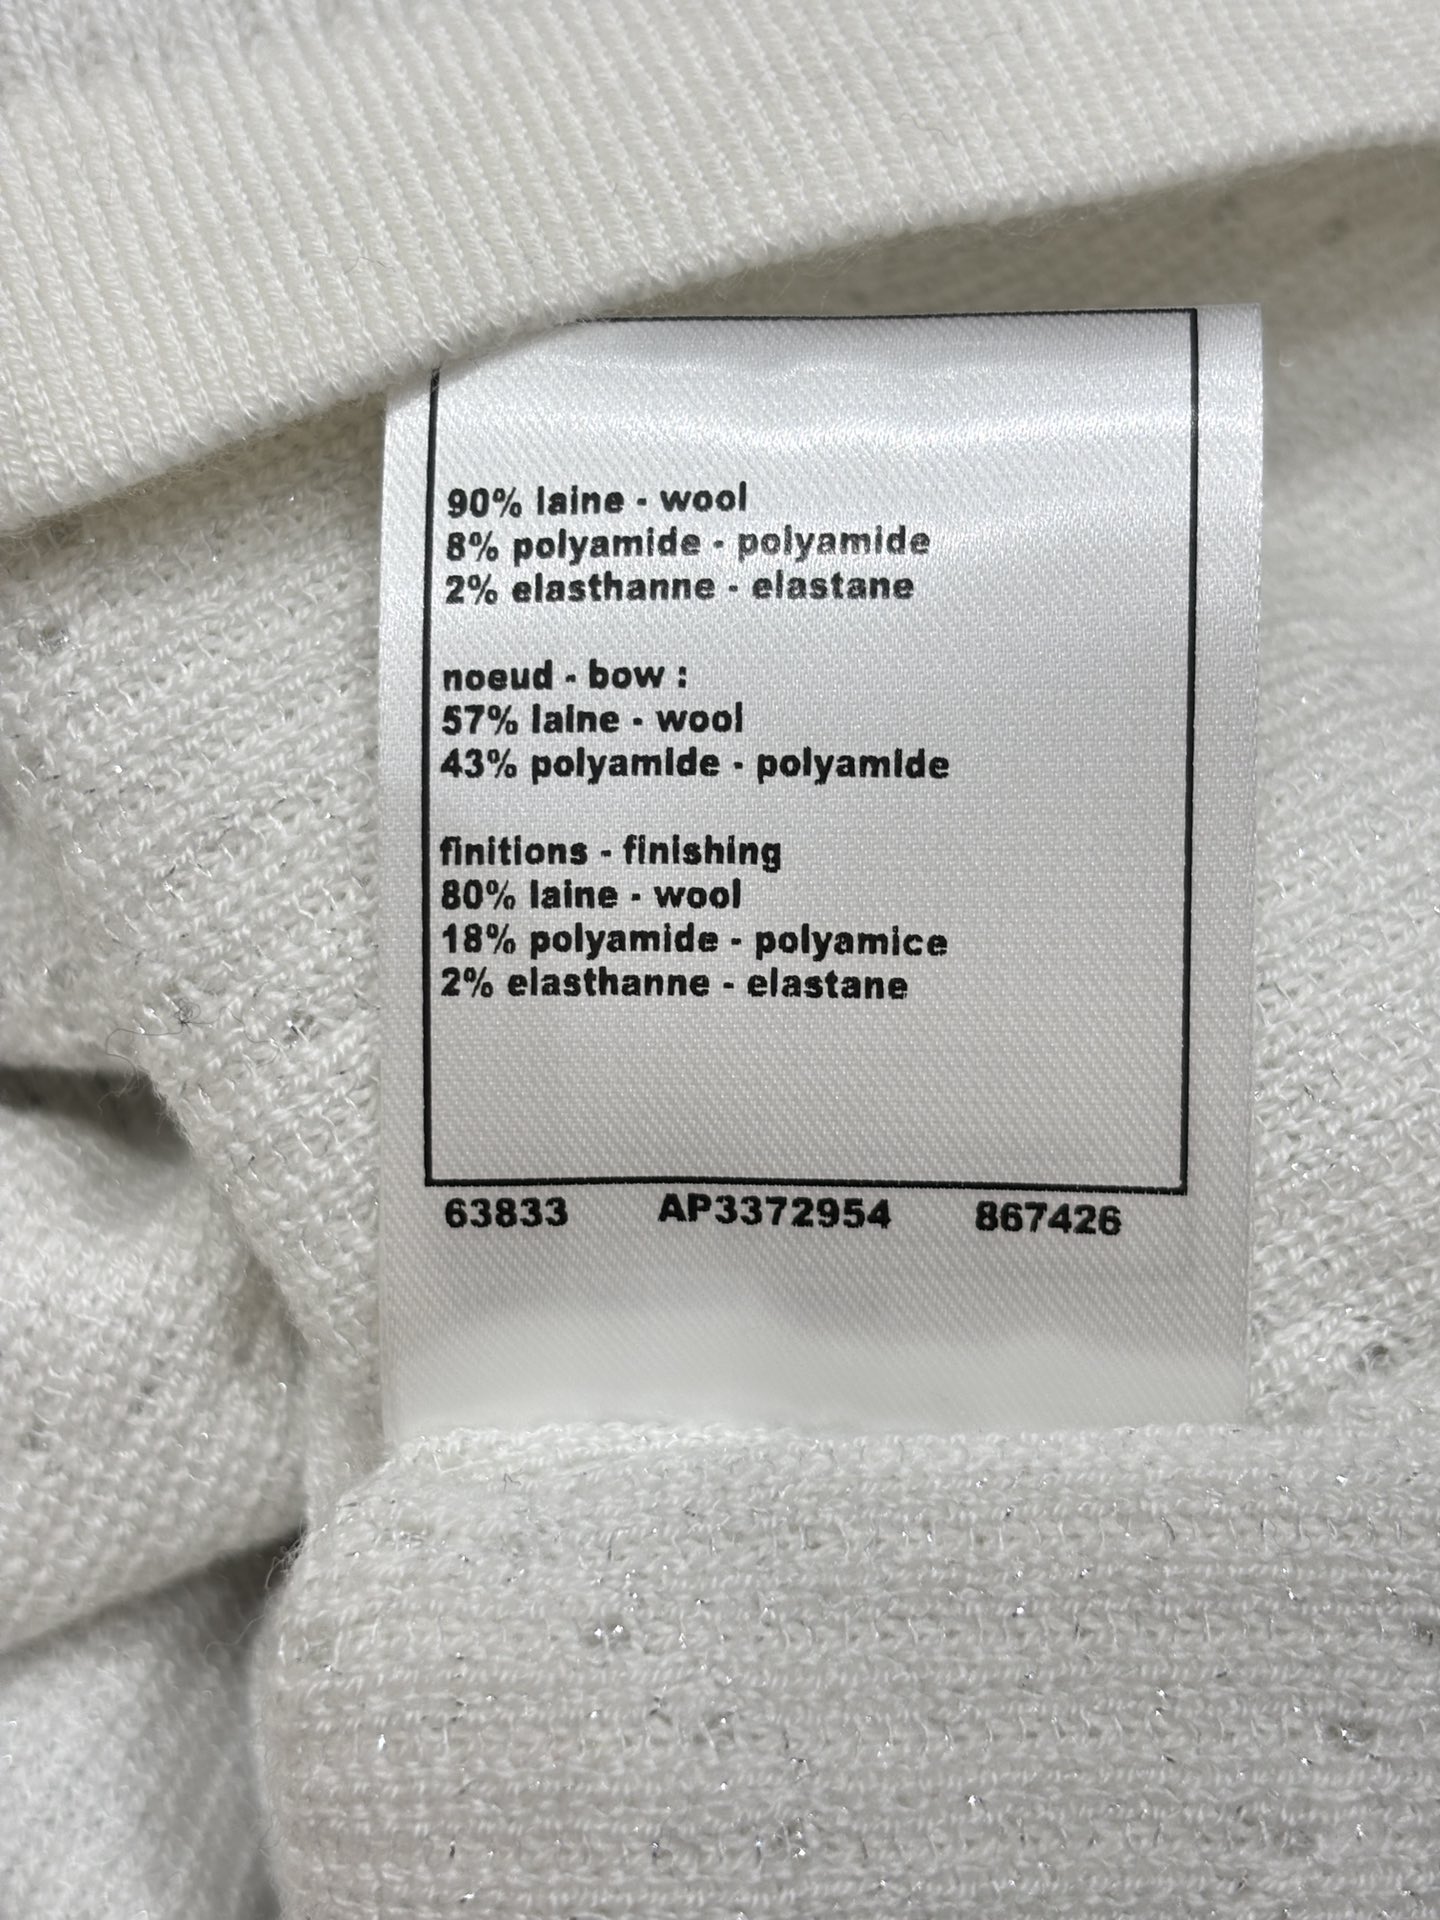 90% laine - wool
8% polyamide - polyamide
2% elasthanne - elastane
noeud - bow :
57% laine - wool
43% polyamide - polyamide
finitions - finishing
80% laine - wool
18% polyamide - polyamice
2% elasthanne - elastane
63833 AP3372954 867426